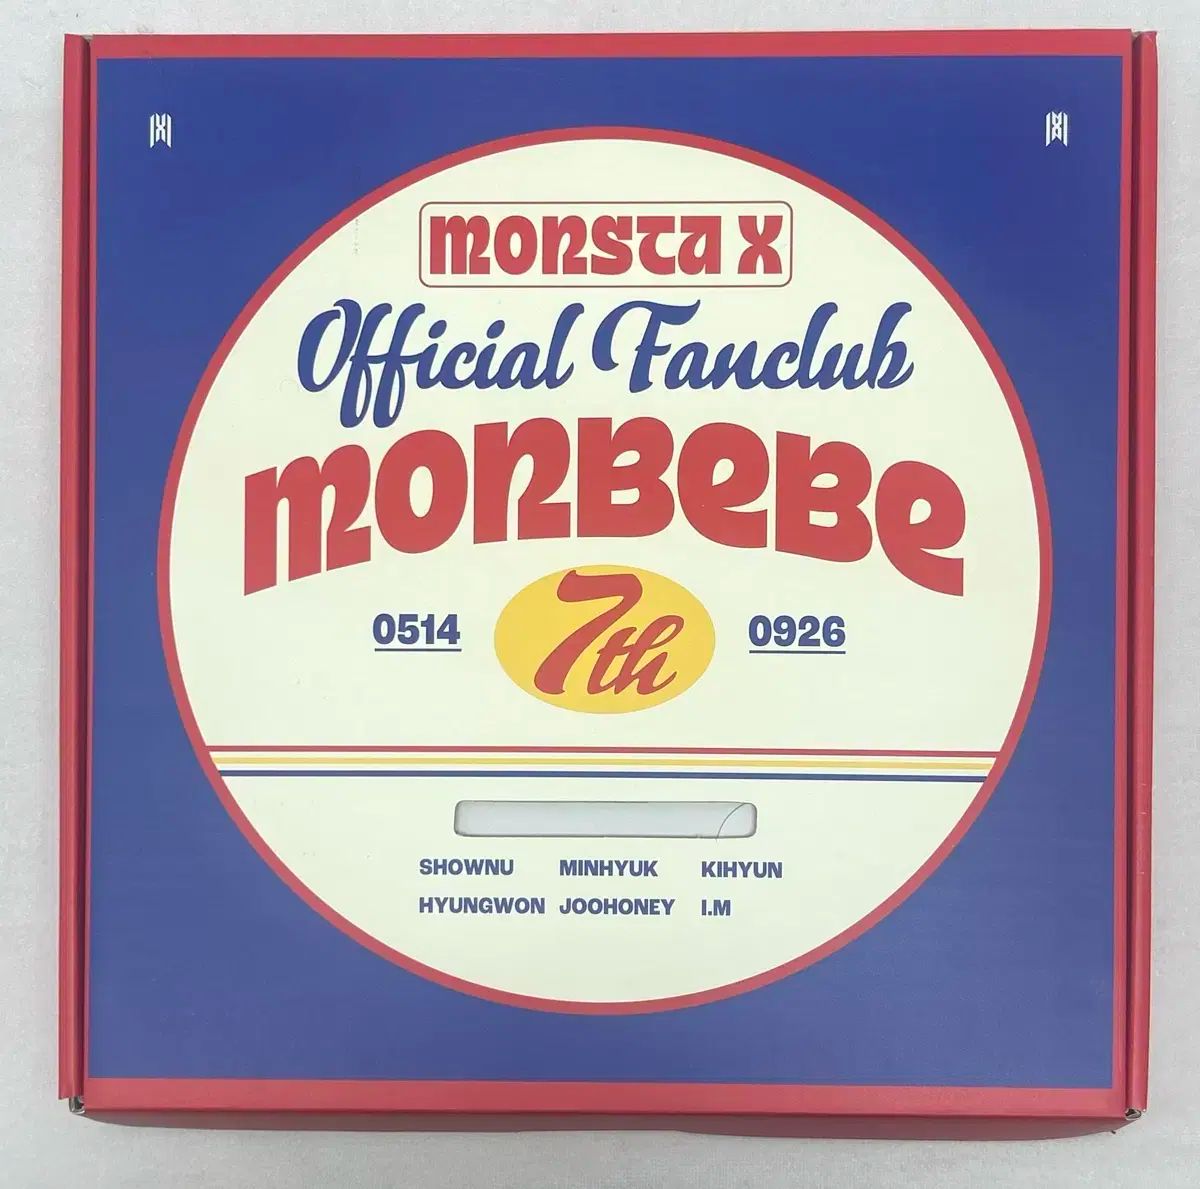 MONSTA X
Official Fanclub
MONBEBE
0514 7th 0926
SHOWNU MINHYUK KIHYUN
HYUNGWON JOOHONEY I.M